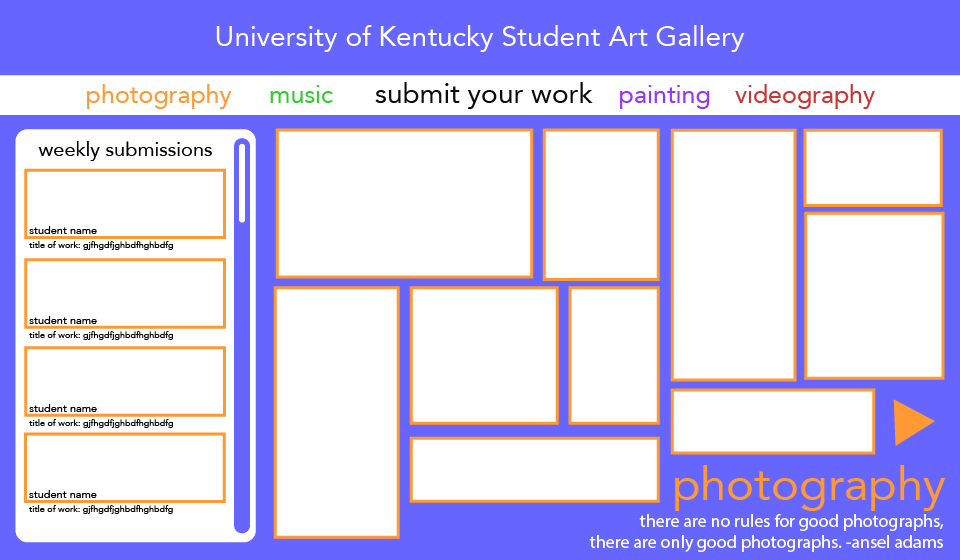 University of Kentucky Student Art Gallery
photography music submit your work painting videography
weekly submissions
student name
title of work: gjfhgdfjghbdfhghbdfg
student name
title of work: gjfhgdfjghbdfhghbdfg
student name
title of work: gjfhgdfjghbdfhghbdfg
student name
title of work: gjfhgdfjghbdfhghbdfg
photography
there are no rules for good photographs,
there are only good photographs. -ansel adams